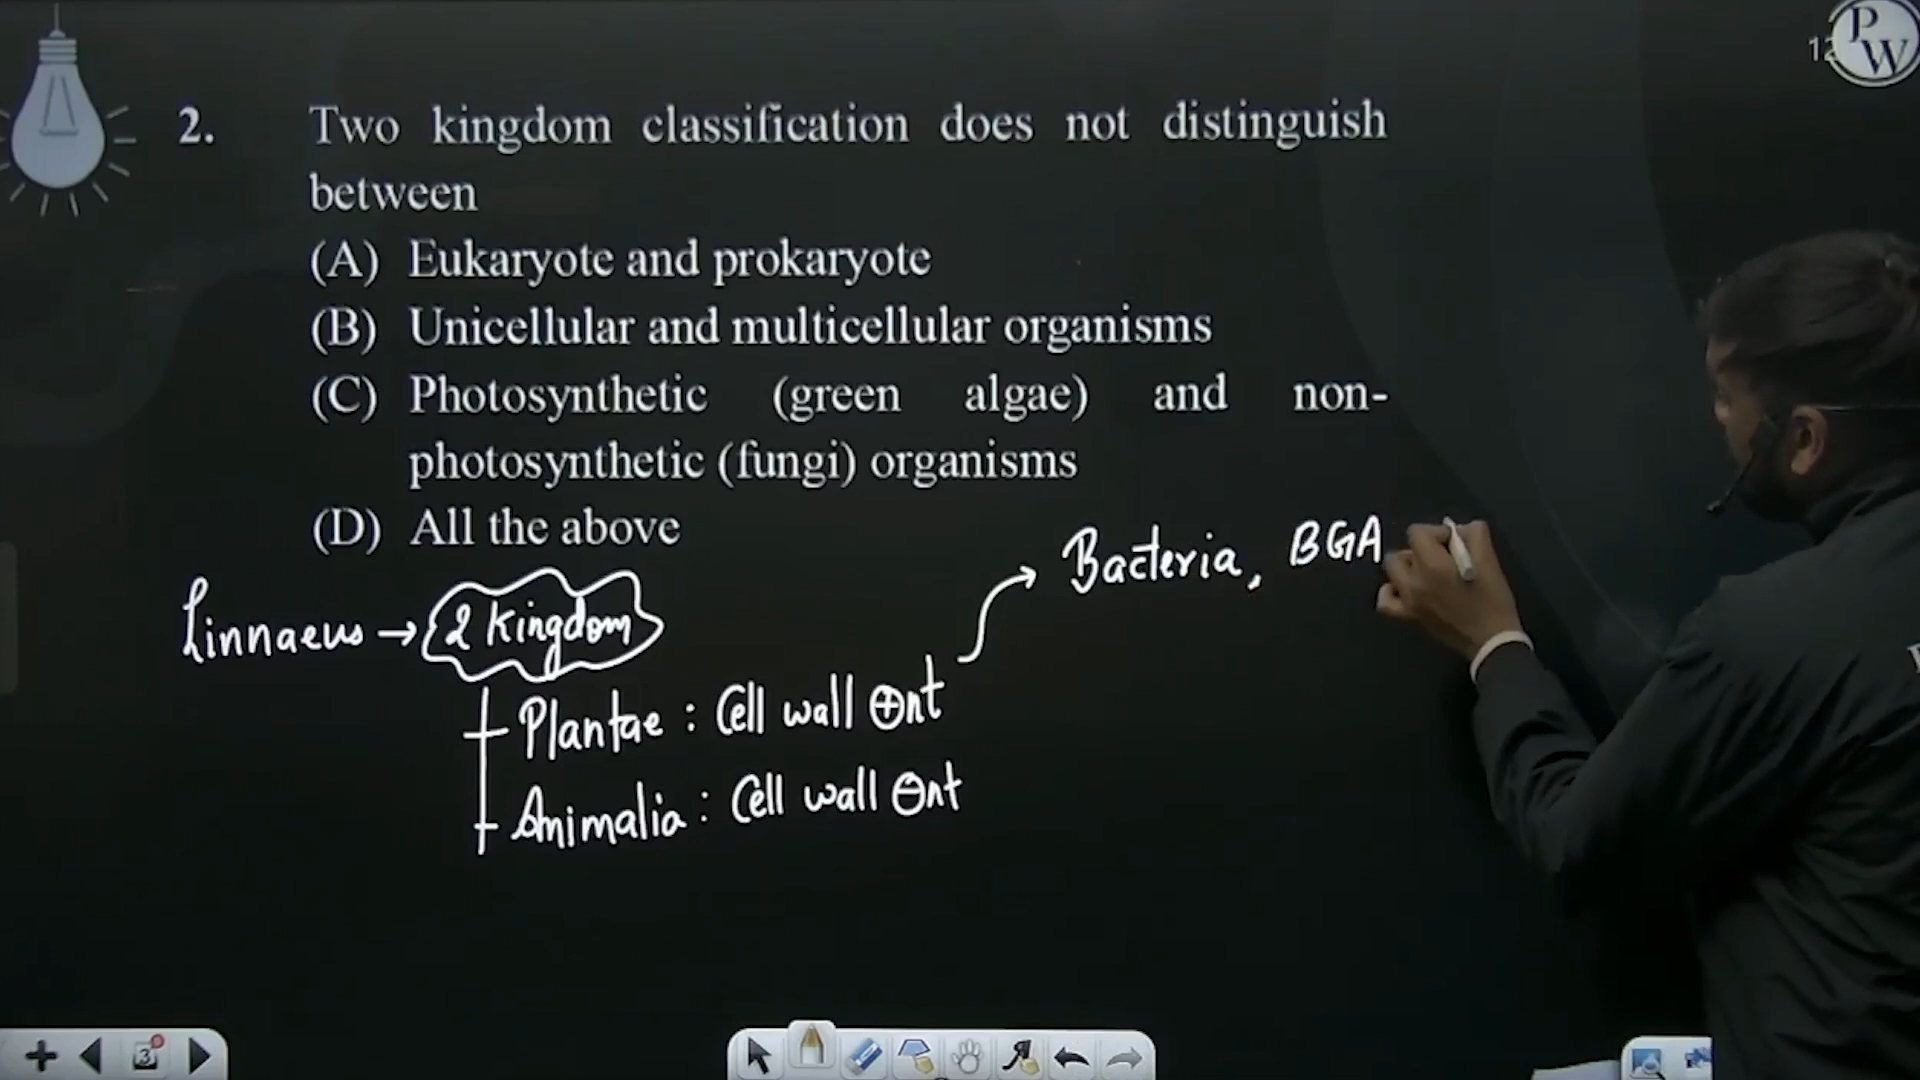 PW
12
2. Two kingdom classification does not distinguish
between
(A) Eukaryote and prokaryote
(B) Unicellular and multicellular organisms
(C) Photosynthetic (green algae) and non-
photosynthetic (fungi) organisms
(D) All the above
Bacteria, BGA
Linnaeus → 2 Kingdom
Plantae : Cell wall ⊕nt
Animalia : Cell wall ⊖nt
3